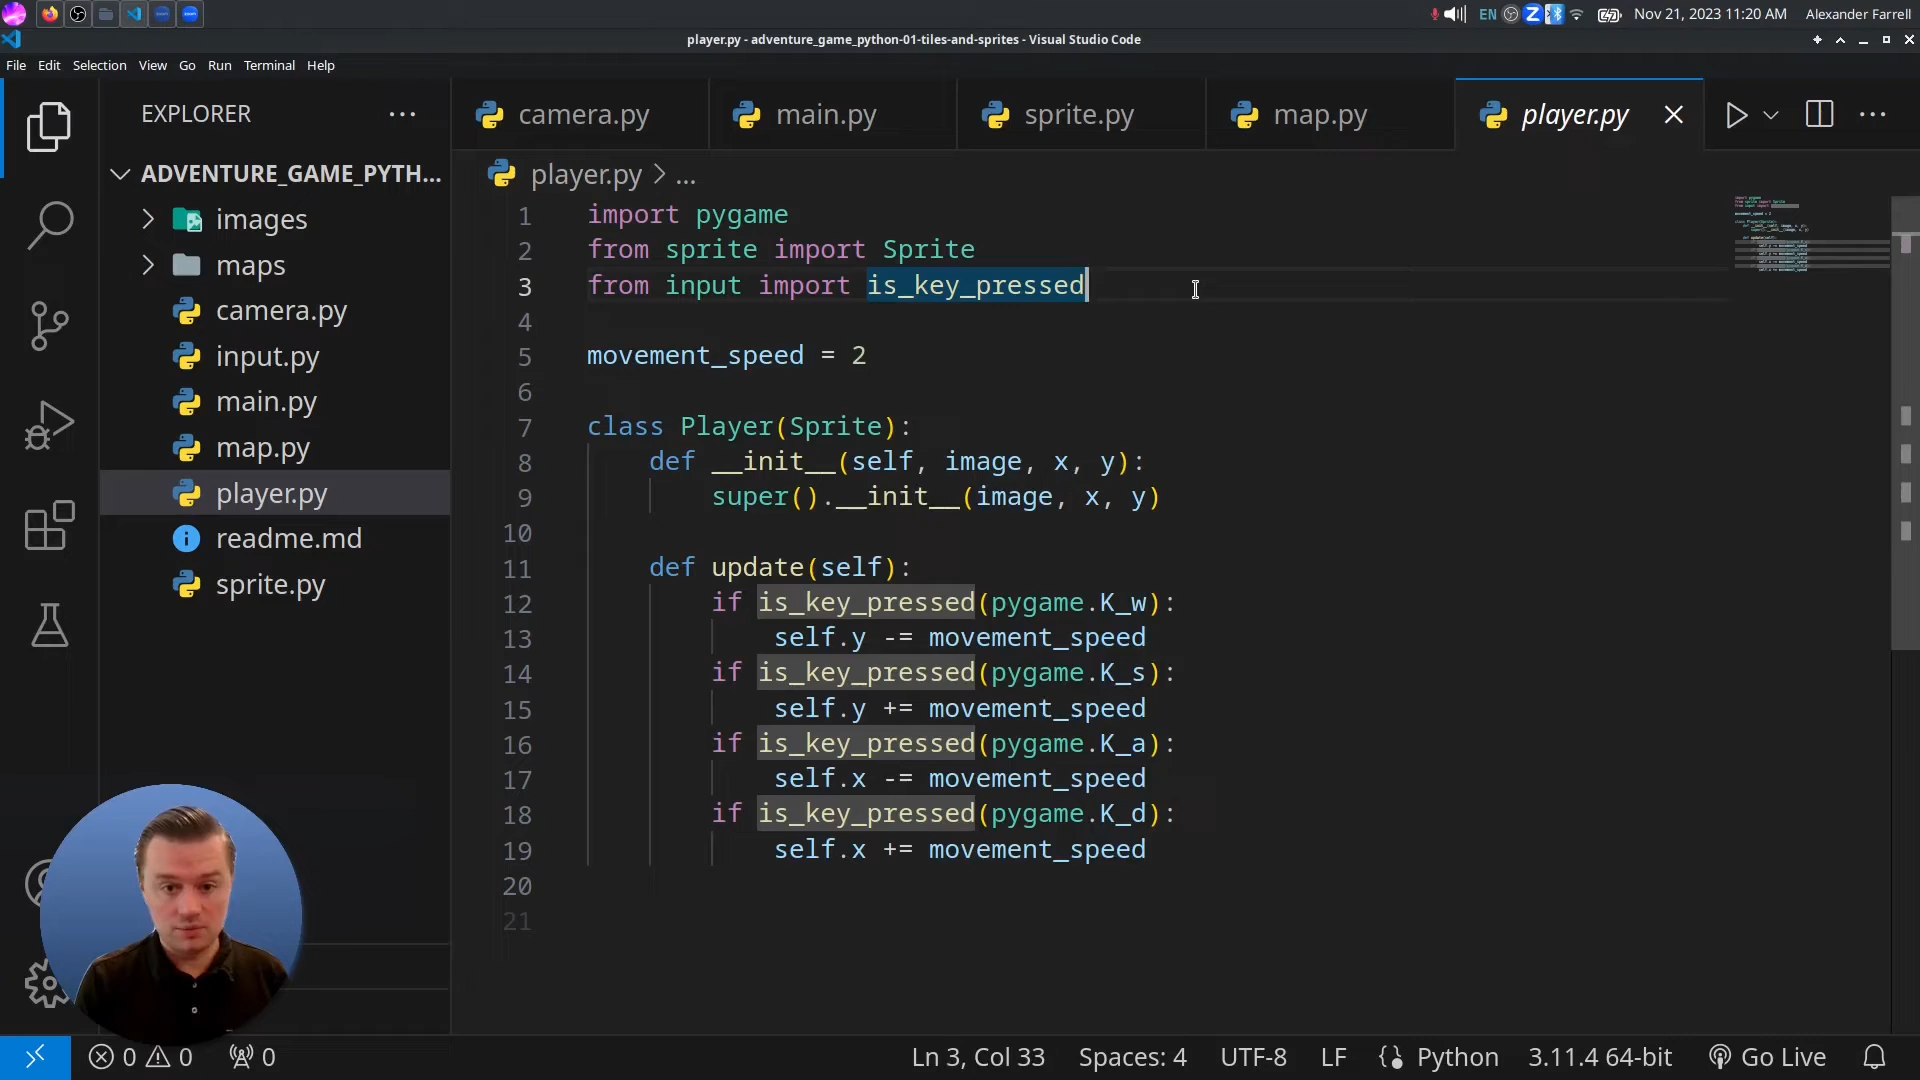 EN
Z
Nov 21, 2023 11:20 AM
Alexander Farrell
player.py - adventure_game_python-01-tiles-and-sprites - Visual Studio Code
File Edit Selection View Go Run Terminal Help
EXPLORER
camera.py
main.py
sprite.py
map.py
player.py
ADVENTURE_GAME_PYTH...
images
maps
camera.py
input.py
main.py
map.py
player.py
readme.md
sprite.py
player.py > ...
1 import pygame
2 from sprite import Sprite
3 from input import is_key_pressed
4
5 movement_speed = 2
6
7 class Player(Sprite):
8 def __init__(self, image, x, y):
9 super().__init__(image, x, y)
10
11 def update(self):
12 if is_key_pressed(pygame.K_w):
13 self.y -= movement_speed
14 if is_key_pressed(pygame.K_s):
15 self.y += movement_speed
16 if is_key_pressed(pygame.K_a):
17 self.x -= movement_speed
18 if is_key_pressed(pygame.K_d):
19 self.x += movement_speed
20
21
0 0 0
Ln 3, Col 33
Spaces: 4
UTF-8
LF
Python
3.11.4 64-bit
Go Live